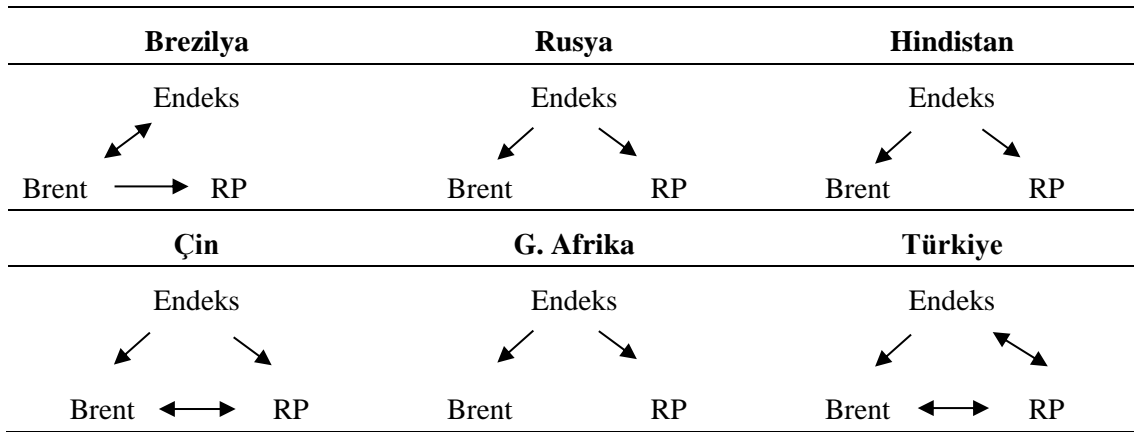 Brezilya Rusya Hindistan
Endeks Endeks Endeks
Brent RP Brent RP Brent RP
Çin G. Afrika Türkiye
Endeks Endeks Endeks
Brent RP Brent RP Brent RP